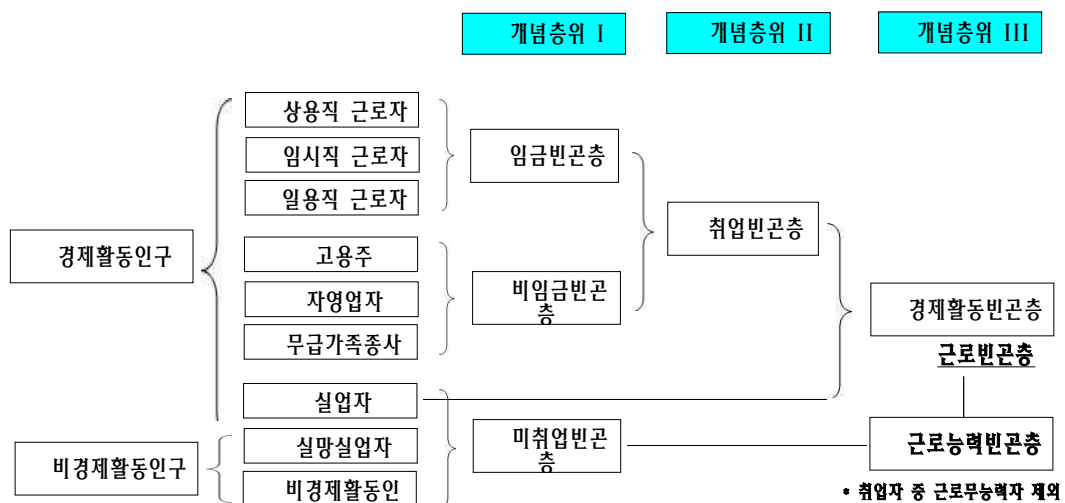 개념층위 I
개념층위 II
개념층위 III
상용직 근로자
임시직 근로자
일용직 근로자
임금빈곤층
취업빈곤층
경제활동인구
고용주
자영업자
무급가족종사
비임금빈곤
층
경제활동빈곤층
근로빈곤층
실업자
실망실업자
비경제활동인
미취업빈곤
층
근로능력빈곤층
비경제활동인구
* 취업자 중 근로무능력자 제외